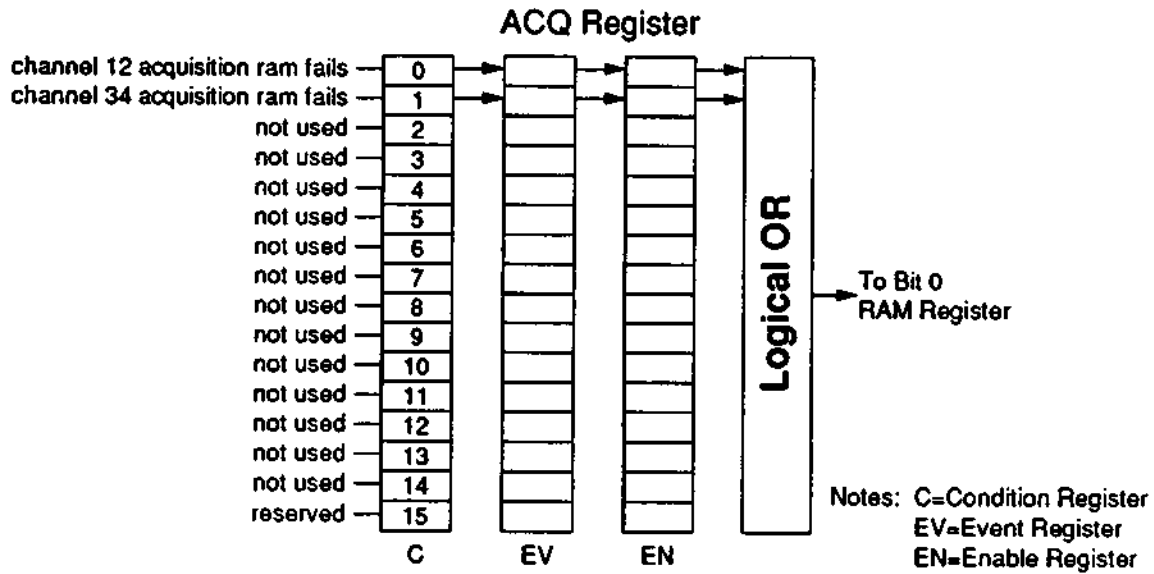 ACQ Register
channel 12 acquisition ram fails 0
channel 34 acquisition ram fails 1
not used 2
not used 3
not used 4
not used 5
not used 6
not used 7
not used 8
not used 9
not used 10
not used 11
not used 12
not used 13
not used 14
reserved 15
C EV EN
Logical OR
To Bit 0
RAM Register
Notes: C=Condition Register
EV=Event Register
EN=Enable Register